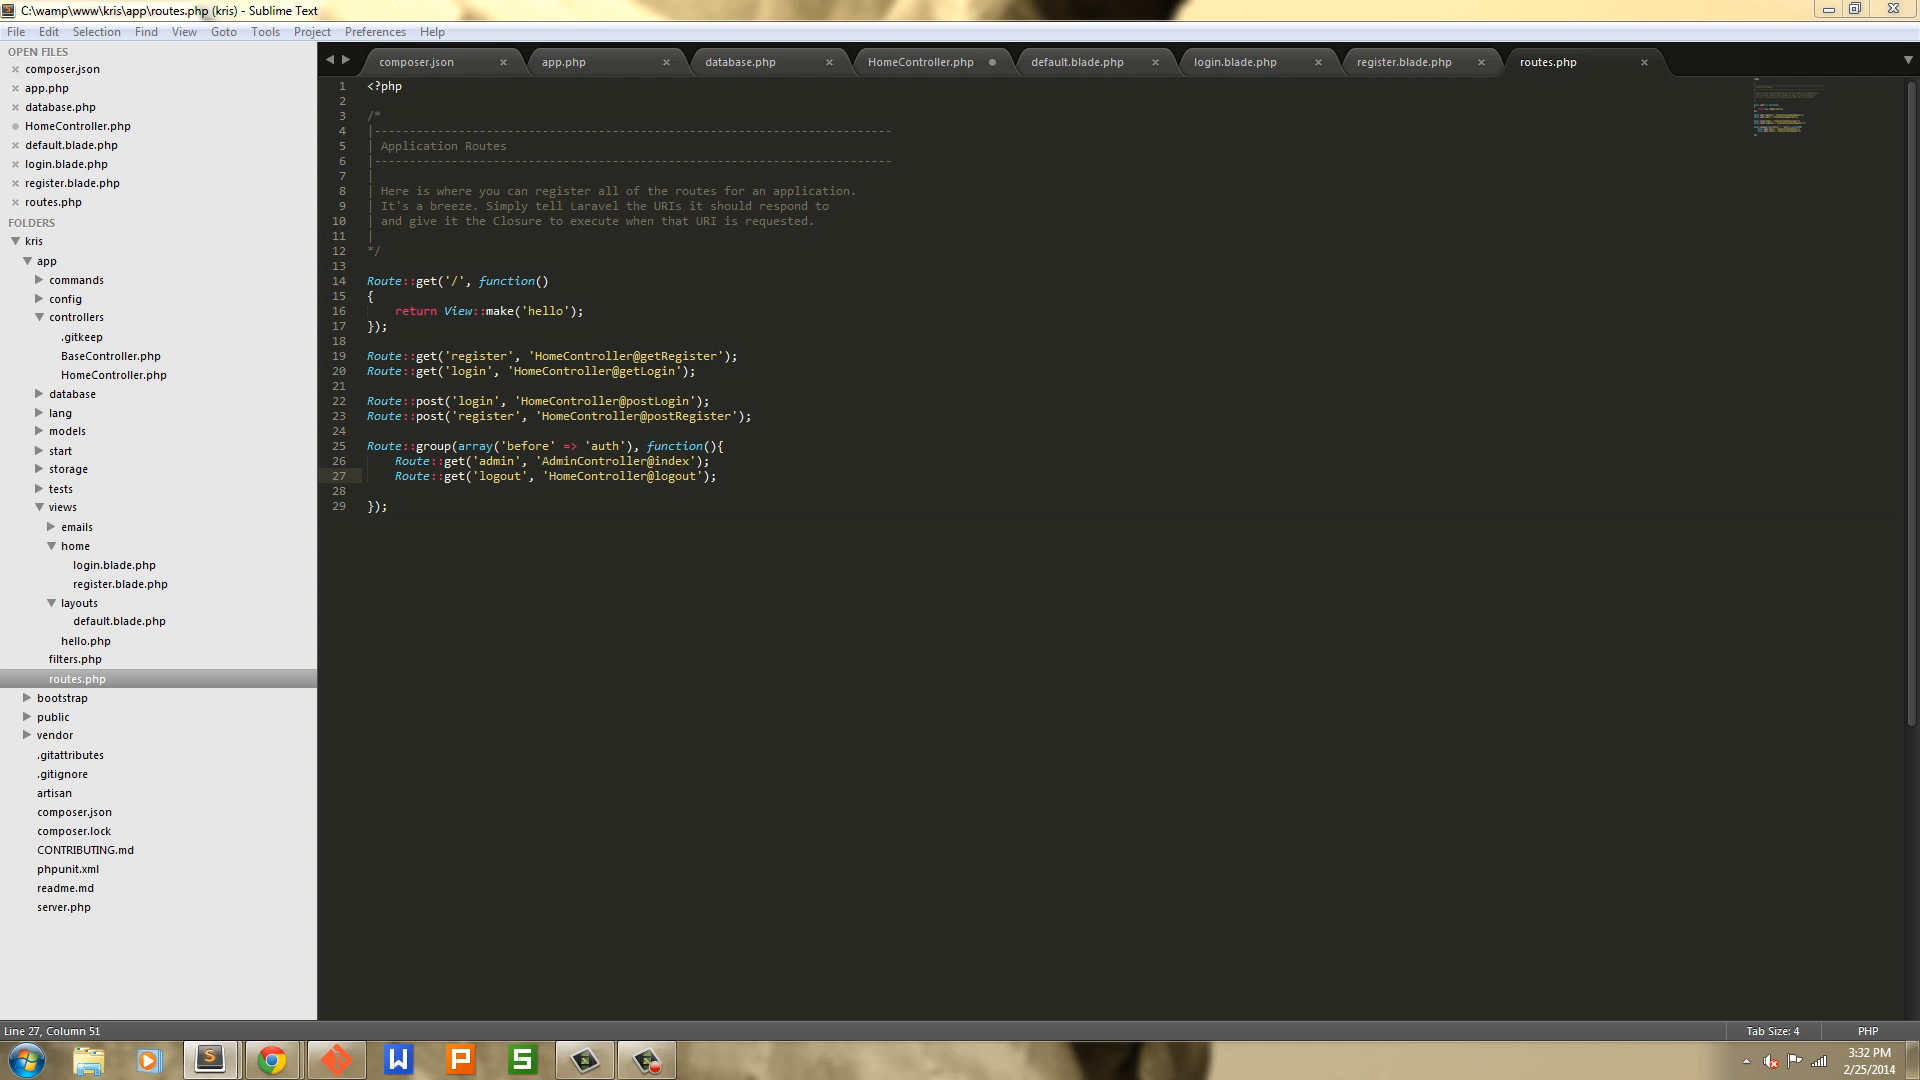 C:\wamp\www\kris\app\routes.php (kris) - Sublime Text
File Edit Selection Find View Goto Tools Project Preferences Help
OPEN FILES
composer.json
app.php
database.php
HomeController.php
default.blade.php
login.blade.php
register.blade.php
routes.php
FOLDERS
kris
app
commands
config
controllers
.gitkeep
BaseController.php
HomeController.php
database
lang
models
start
storage
tests
views
emails
home
login.blade.php
register.blade.php
layouts
default.blade.php
hello.php
filters.php
routes.php
bootstrap
public
vendor
.gitattributes
.gitignore
artisan
composer.json
composer.lock
CONTRIBUTING.md
phpunit.xml
readme.md
server.php
composer.json app.php database.php HomeController.php default.blade.php login.blade.php register.blade.php routes.php
1 <?php
2
3 /*
4 |--------------------------------------------------------------------------
5 | Application Routes
6 |--------------------------------------------------------------------------
7 |
8 | Here is where you can register all of the routes for an application.
9 | It's a breeze. Simply tell Laravel the URIs it should respond to
10 | and give it the Closure to execute when that URI is requested.
11 |
12 */
13
14 Route::get('/', function()
15 {
16     return View::make('hello');
17 });
18
19 Route::get('register', 'HomeController@getRegister');
20 Route::get('login', 'HomeController@getLogin');
21
22 Route::post('login', 'HomeController@postLogin');
23 Route::post('register', 'HomeController@postRegister');
24
25 Route::group(array('before' => 'auth'), function(){
26     Route::get('admin', 'AdminController@index');
27     Route::get('logout', 'HomeController@logout');
28
29 });
Line 27, Column 51
Tab Size: 4
PHP
S
W
P
S
3:32 PM
2/25/2014